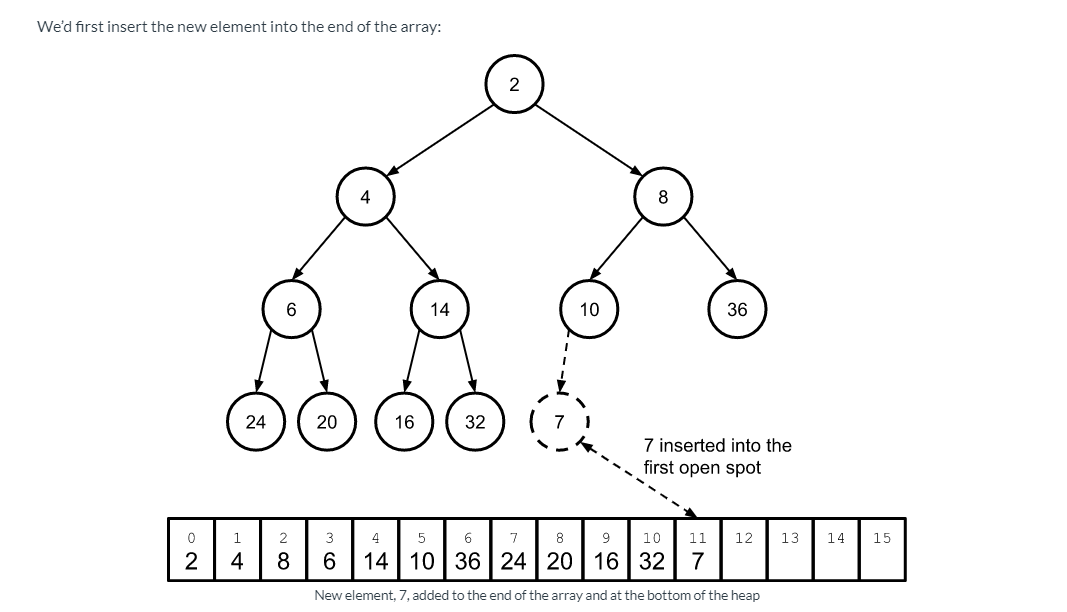 We'd first insert the new element into the end of the array:
2
4
8
6
14
10
36
24
20
16
32
7
7 inserted into the
first open spot
0 1 2 3 4 5 6 7 8 9 10 11 12 13 14 15
2 4 8 6 14 10 36 24 20 16 32 7
New element, 7, added to the end of the array and at the bottom of the heap